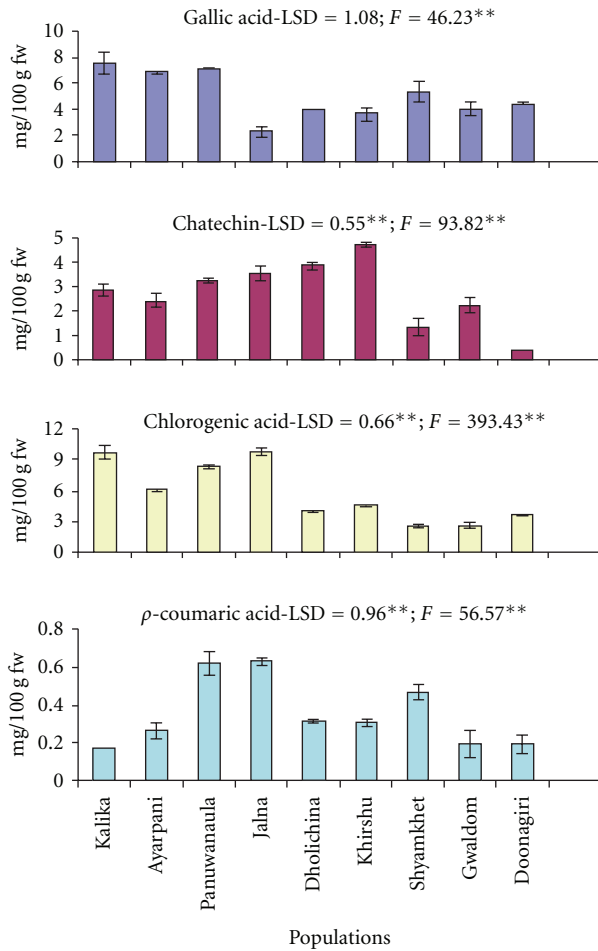 Gallic acid-LSD = 1.08; F = 46.23**
mg/100 g fw
10
8
6
4
2
0
Chatechin-LSD = 0.55**; F = 93.82**
mg/100 g fw
5
4
3
2
1
0
Chlorogenic acid-LSD = 0.66**; F = 393.43**
mg/100 g fw
12
9
6
3
0
ρ-coumaric acid-LSD = 0.96**; F = 56.57**
mg/100 g fw
0.8
0.6
0.4
0.2
0
Kalika
Ayarpani
Panuwanaula
Jalna
Dholichina
Khirshu
Shyamkhet
Gwaldom
Doonagiri
Populations